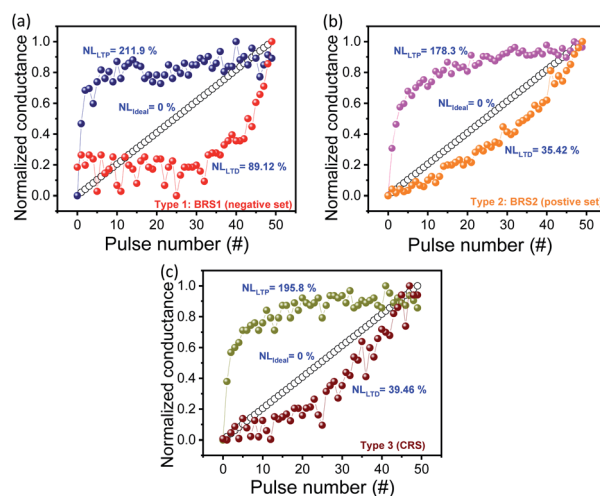 (a)
Normalized conductance
1.0
0.8
0.6
0.4
0.2
0.0
NL_LTP = 211.9 %
NL_Ideal = 0 %
NL_LTD = 89.12 %
Type 1: BRS1 (negative set)
0 10 20 30 40 50
Pulse number (#)
(b)
Normalized conductance
1.0
0.8
0.6
0.4
0.2
0.0
NL_LTP = 178.3 %
NL_Ideal = 0 %
NL_LTD = 35.42 %
Type 2: BRS2 (postive set)
0 10 20 30 40 50
Pulse number (#)
(c)
Normalized conductance
1.0
0.8
0.6
0.4
0.2
0.0
NL_LTP = 195.8 %
NL_Ideal = 0 %
NL_LTD = 39.46 %
Type 3 (CRS)
0 10 20 30 40 50
Pulse number (#)